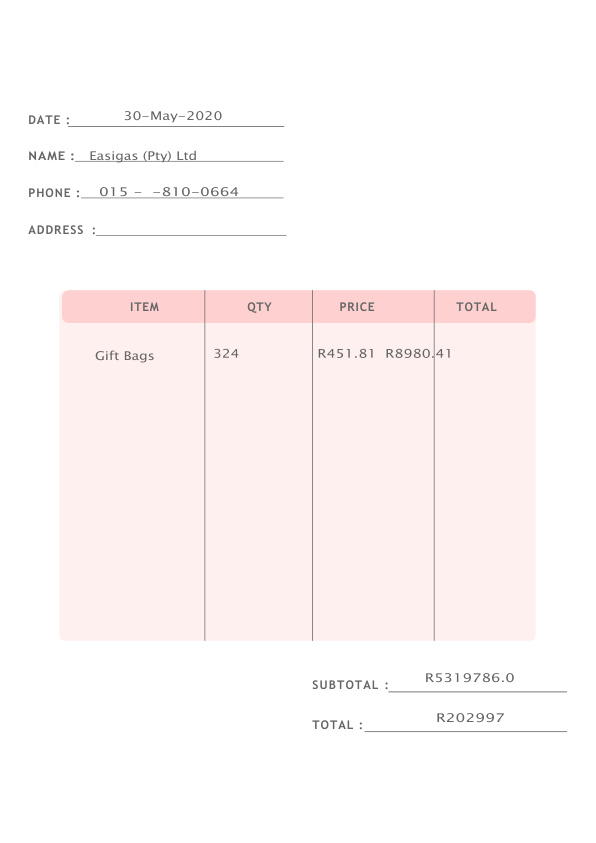 DATE : 30-May-2020
NAME : Easigas (Pty) Ltd
PHONE : 015 - -810-0664
ADDRESS :
ITEM QTY PRICE TOTAL
Gift Bags 324 R451.81 R8980.41
SUBTOTAL : R5319786.0
TOTAL : R202997